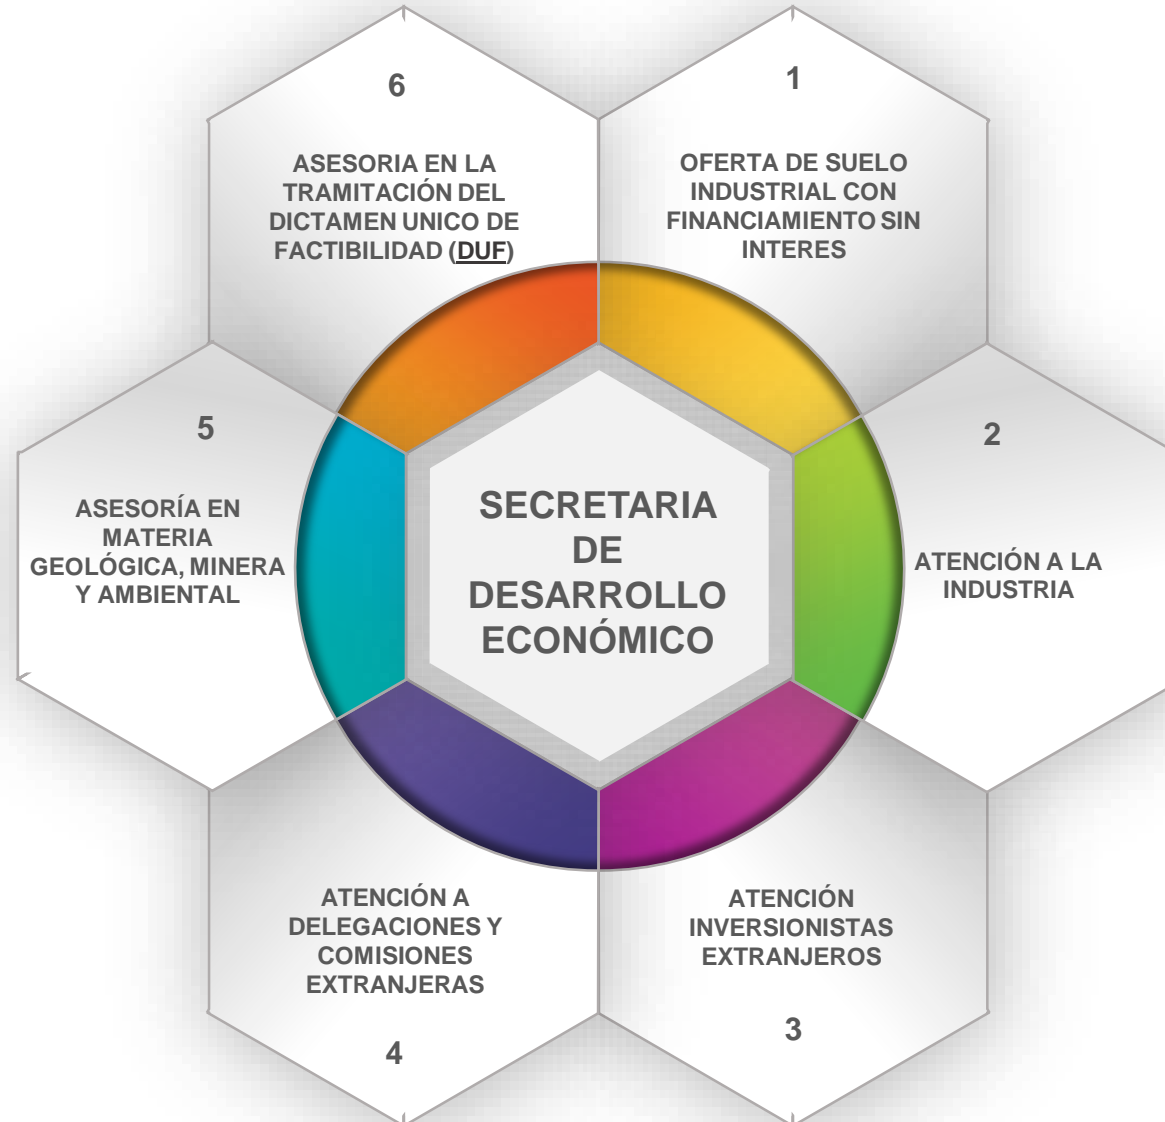 SECRETARIA
DE
DESARROLLO
ECONÓMICO
1
OFERTA DE SUELO
INDUSTRIAL CON
FINANCIAMIENTO SIN
INTERES
2
ATENCIÓN A LA
INDUSTRIA
ATENCIÓN
INVERSIONISTAS
EXTRANJEROS
3
ATENCIÓN A
DELEGACIONES Y
COMISIONES
EXTRANJERAS
4
5
ASESORÍA EN
MATERIA
GEOLÓGICA, MINERA
Y AMBIENTAL
6
ASESORIA EN LA
TRAMITACIÓN DEL
DICTAMEN UNICO DE
FACTIBILIDAD (DUF)